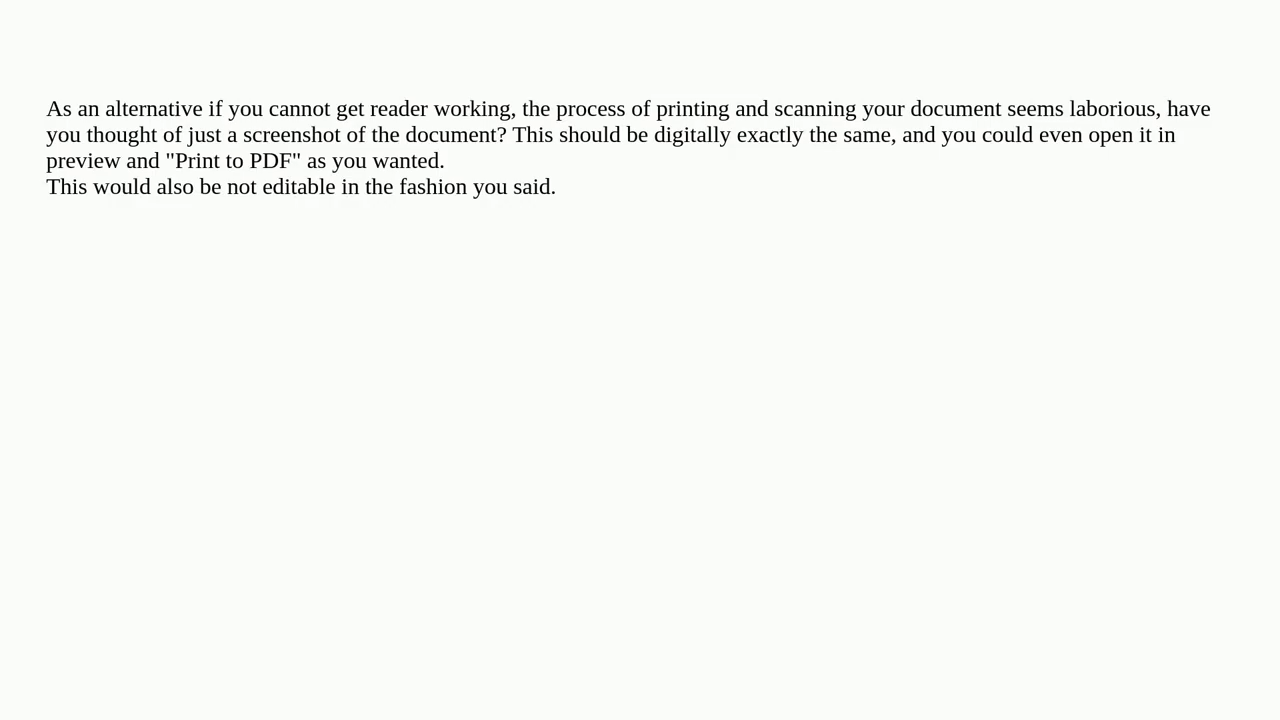 As an alternative if you cannot get reader working, the process of printing and scanning your document seems laborious, have
you thought of just a screenshot of the document? This should be digitally exactly the same, and you could even open it in
preview and "Print to PDF" as you wanted.
This would also be not editable in the fashion you said.